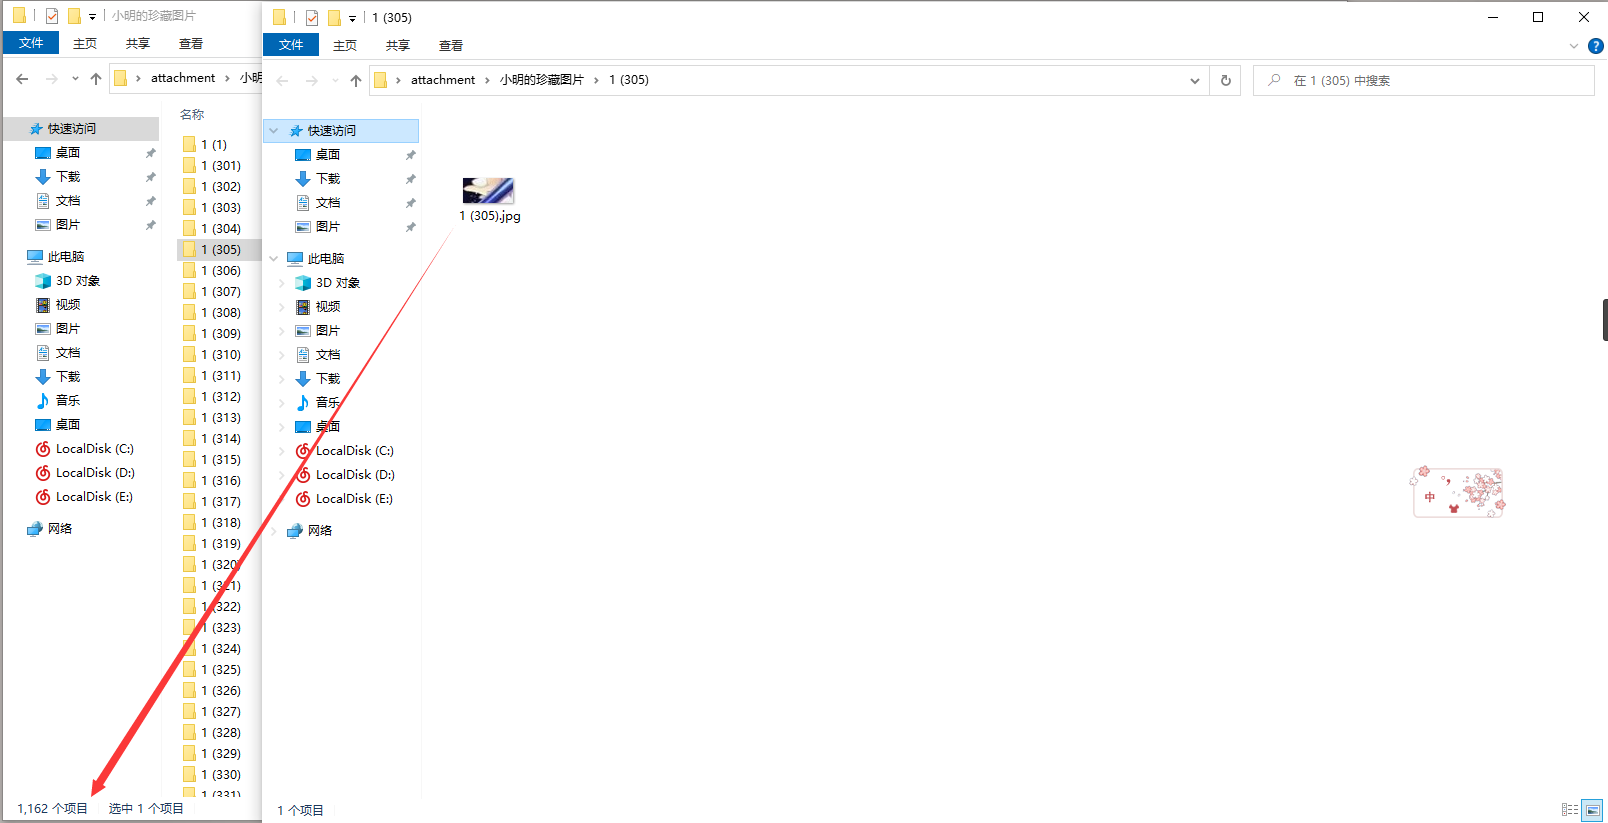 小明的珍藏图片
文件 主页 共享 查看
attachment
名称
快速访问
桌面
下载
文档
图片
此电脑
3D 对象
视频
图片
文档
下载
音乐
桌面
LocalDisk (C:)
LocalDisk (D:)
LocalDisk (E:)
网络
1 (1)
1 (301)
1 (302)
1 (303)
1 (304)
1 (305)
1 (306)
1 (307)
1 (308)
1 (309)
1 (310)
1 (311)
1 (312)
1 (313)
1 (314)
1 (315)
1 (316)
1 (317)
1 (318)
1 (319)
1 (320)
1 (321)
1 (322)
1 (323)
1 (324)
1 (325)
1 (326)
1 (327)
1 (328)
1 (329)
1 (330)
1 (331)
1,162 个项目 选中 1 个项目
1 (305)
文件 主页 共享 查看
attachment 小明的珍藏图片 1 (305)
在 1 (305) 中搜索
快速访问
桌面
下载
文档
图片
此电脑
3D 对象
视频
图片
文档
下载
音乐
桌面
LocalDisk (C:)
LocalDisk (D:)
LocalDisk (E:)
网络
1 (305).jpg
中
1 个项目